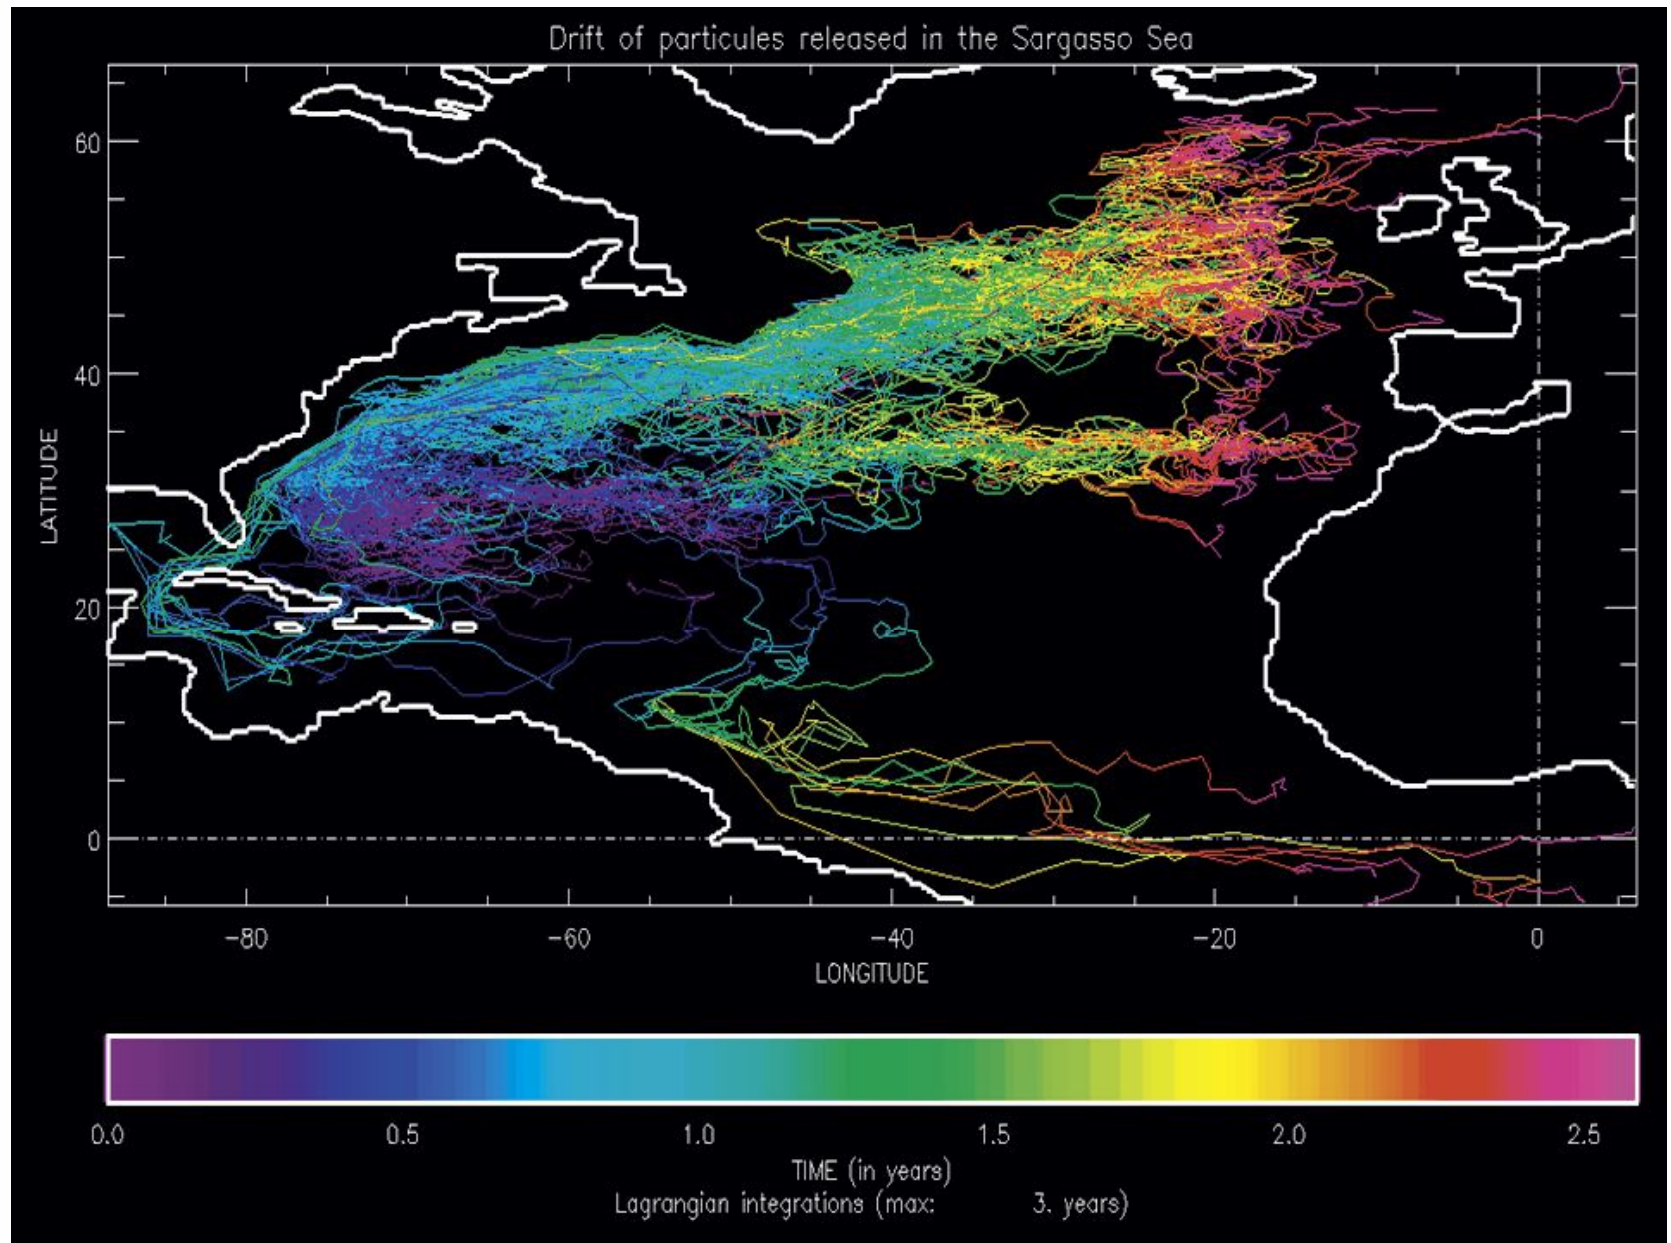 Drift of particules released in the Sargasso Sea
60
40
20
0
LATITUDE
−80 −60 −40 −20 0
LONGITUDE
0.0 0.5 1.0 1.5 2.0 2.5
TIME (in years)
Lagrangian integrations (max: 3. years)